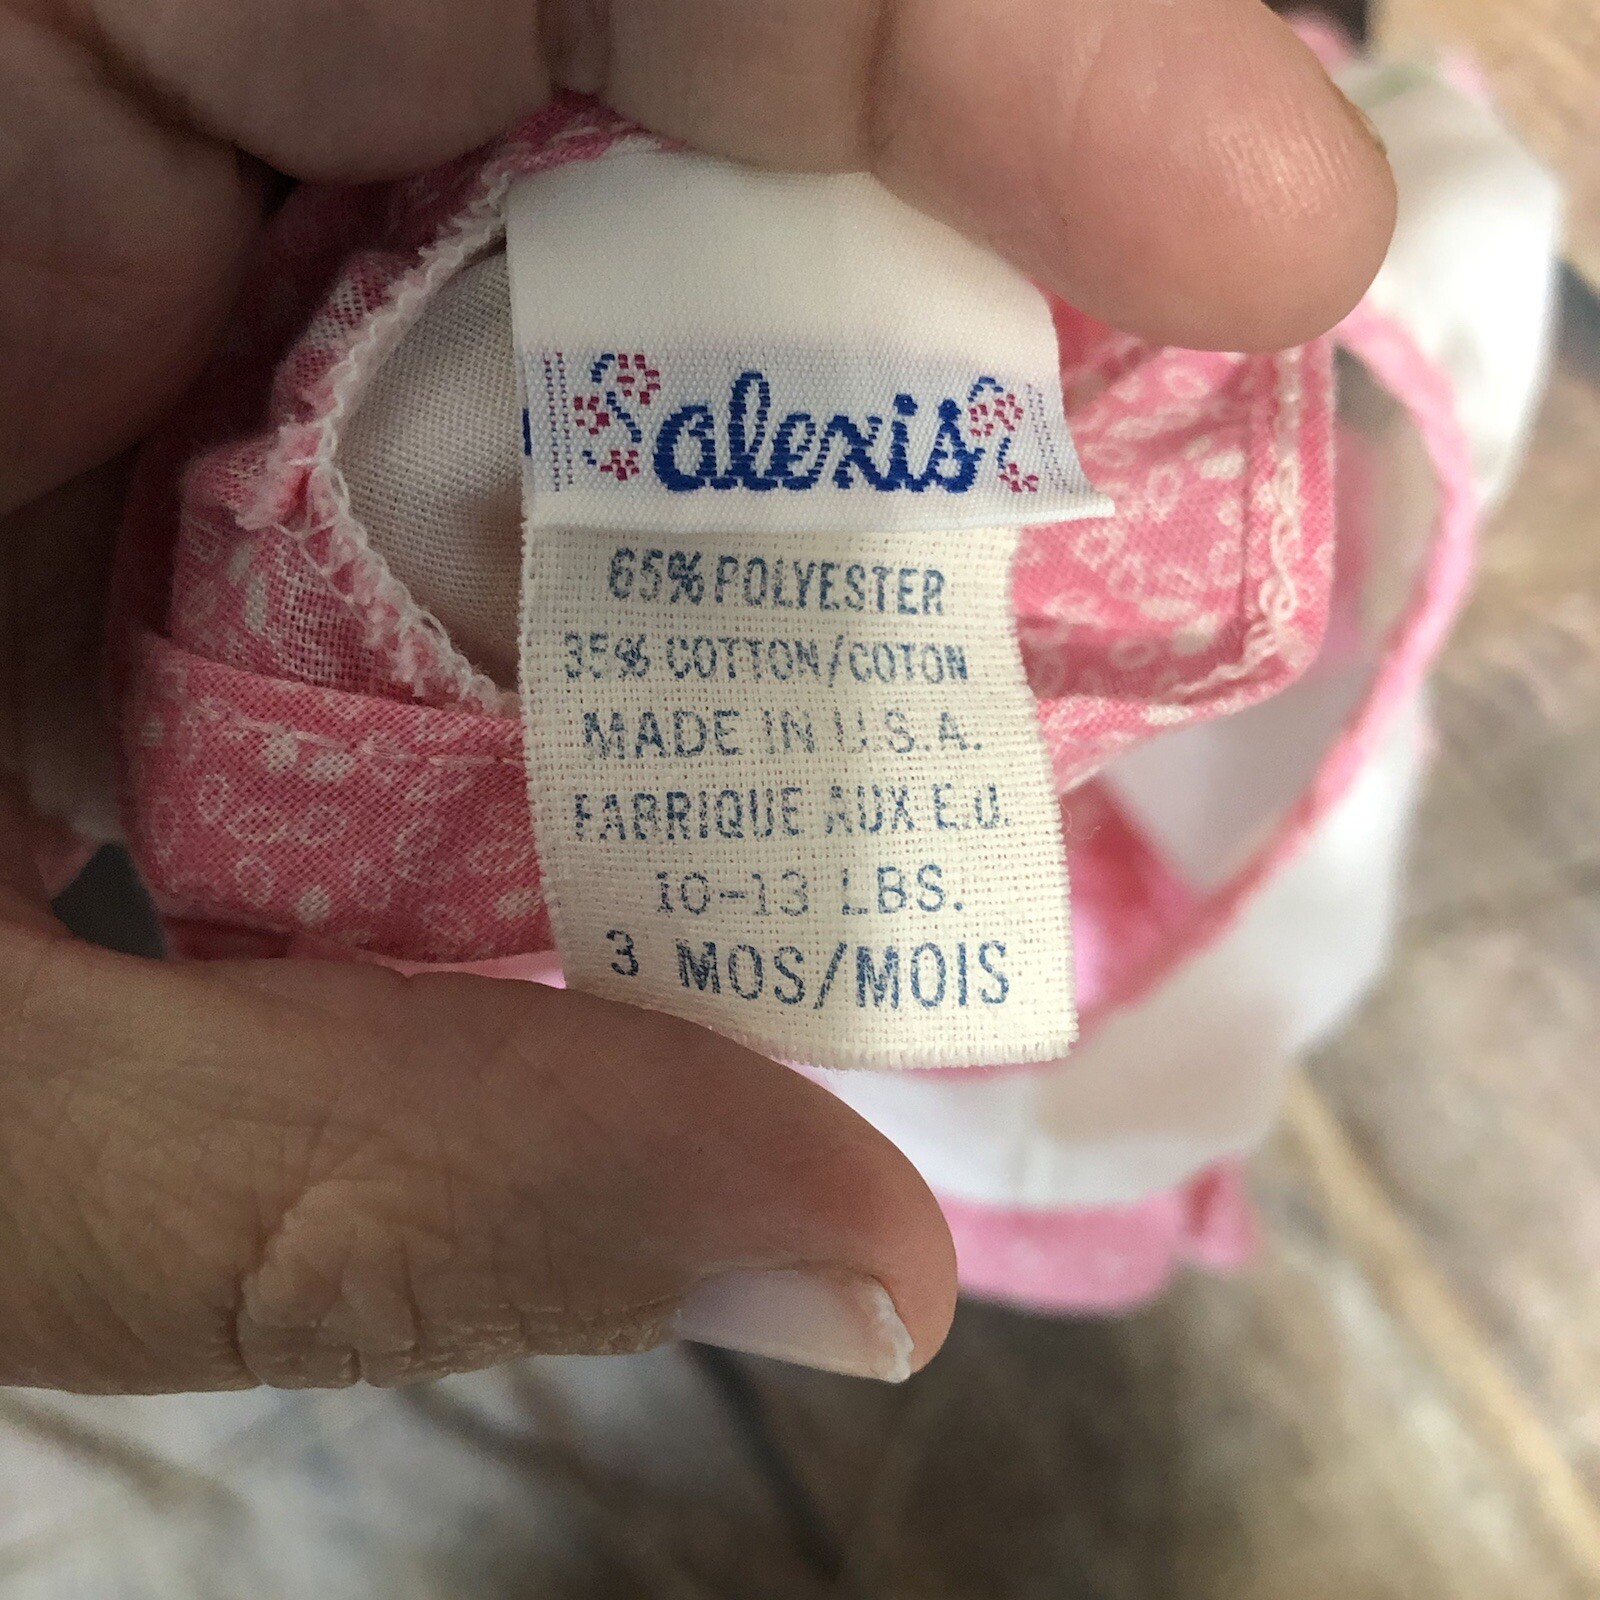 alexis
65% POLYESTER
35% COTTON/COTON
MADE IN U.S.A.
FABRIQUE AUX E.U.
10-13 LBS.
3 MOS/MOIS